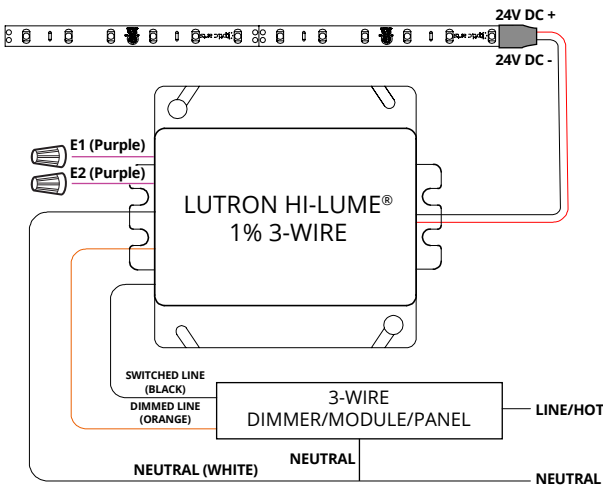 24V DC +
24V DC -
E1 (Purple)
E2 (Purple)
LUTRON HI-LUME®
1% 3-WIRE
SWITCHED LINE
(BLACK)
DIMMED LINE
(ORANGE)
3-WIRE
DIMMER/MODULE/PANEL
LINE/HOT
NEUTRAL
NEUTRAL (WHITE)
NEUTRAL